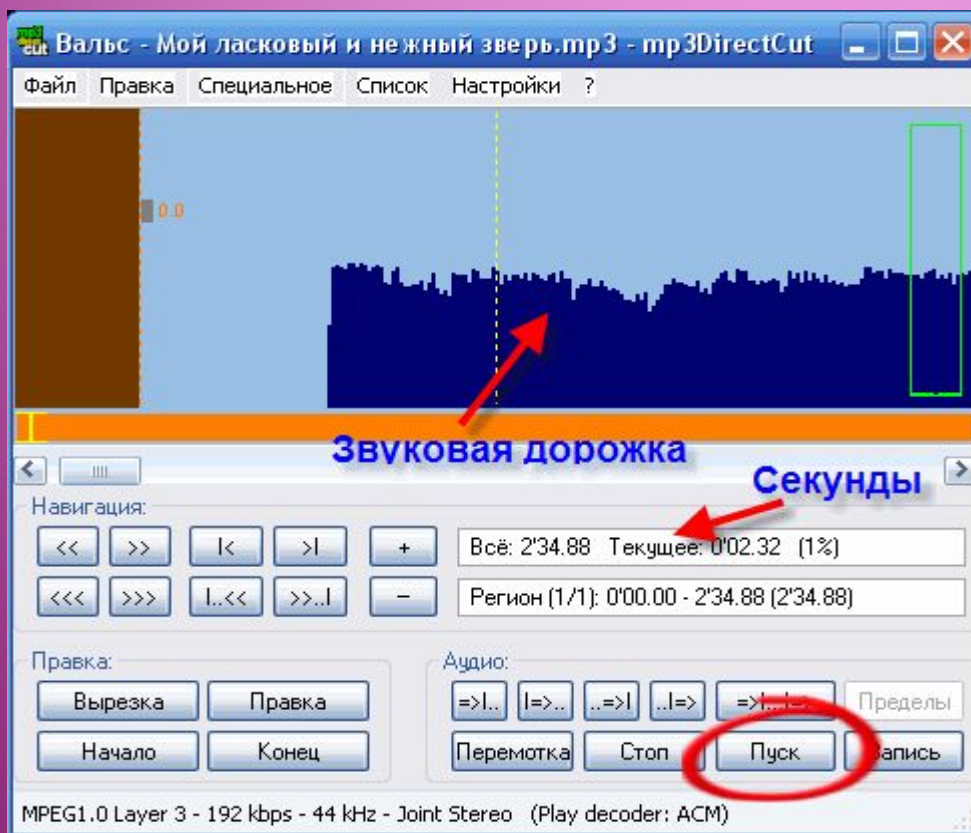 Вальс - Мой ласковый и нежный зверь.mp3 - mp3DirectCut
Файл Правка Специальное Список Настройки ?
0.0
Звуковая дорожка
Секунды
Навигация:
<< >> I< >I + Всё: 2'34.88 Текущее: 0'02.32 (1%)
<<< >>> I..<< >>..I − Регион (1/1): 0'00.00 - 2'34.88 (2'34.88)
Правка: Аудио:
Вырезка Правка =>I.. I=>.. ..=>I ..I=> =>I...I=> Пределы
Начало Конец Перемотка Стоп Пуск Запись
MPEG1.0 Layer 3 - 192 kbps - 44 kHz - Joint Stereo (Play decoder: ACM)